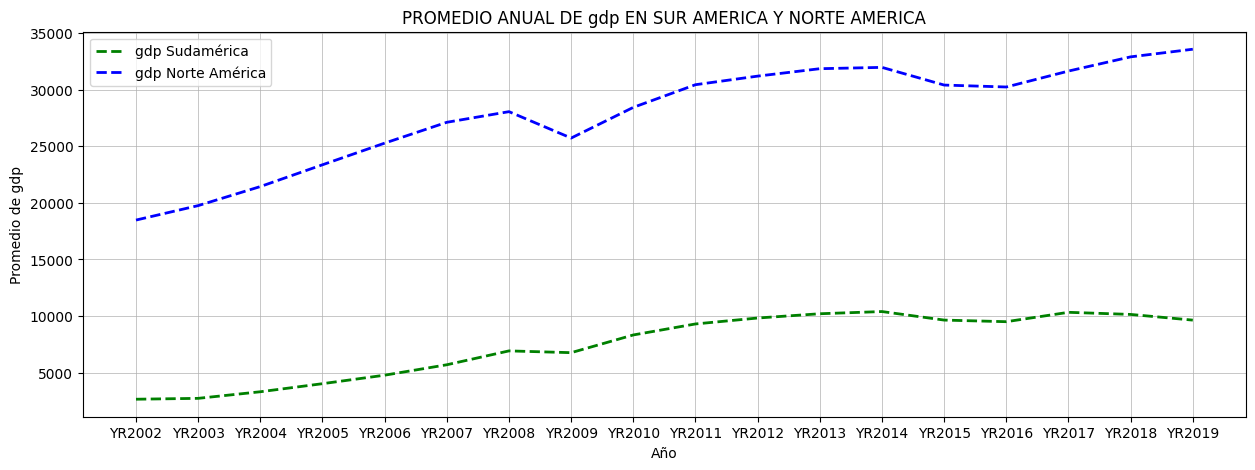 PROMEDIO ANUAL DE gdp EN SUR AMERICA Y NORTE AMERICA
gdp Sudamérica
gdp Norte América
Promedio de gdp
35000
30000
25000
20000
15000
10000
5000
YR2002 YR2003 YR2004 YR2005 YR2006 YR2007 YR2008 YR2009 YR2010 YR2011 YR2012 YR2013 YR2014 YR2015 YR2016 YR2017 YR2018 YR2019
Año